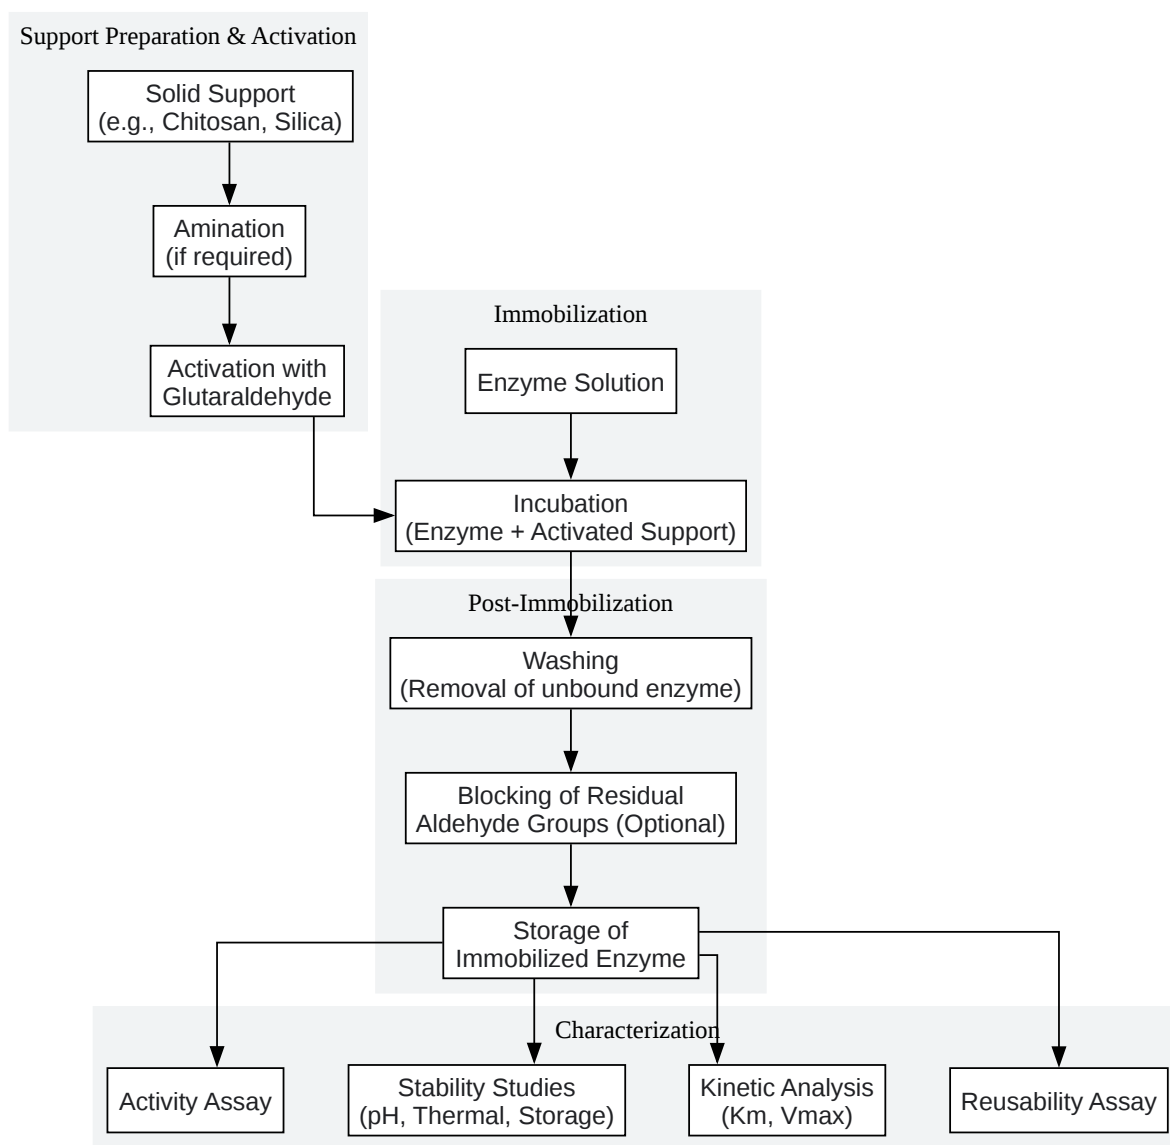 Support Preparation & Activation
Solid Support
(e.g., Chitosan, Silica)
Amination
(if required)
Activation with
Glutaraldehyde
Immobilization
Enzyme Solution
Incubation
(Enzyme + Activated Support)
Post-Immobilization
Washing
(Removal of unbound enzyme)
Blocking of Residual
Aldehyde Groups (Optional)
Storage of
Immobilized Enzyme
Characterization
Activity Assay
Stability Studies
(pH, Thermal, Storage)
Kinetic Analysis
(Km, Vmax)
Reusability Assay